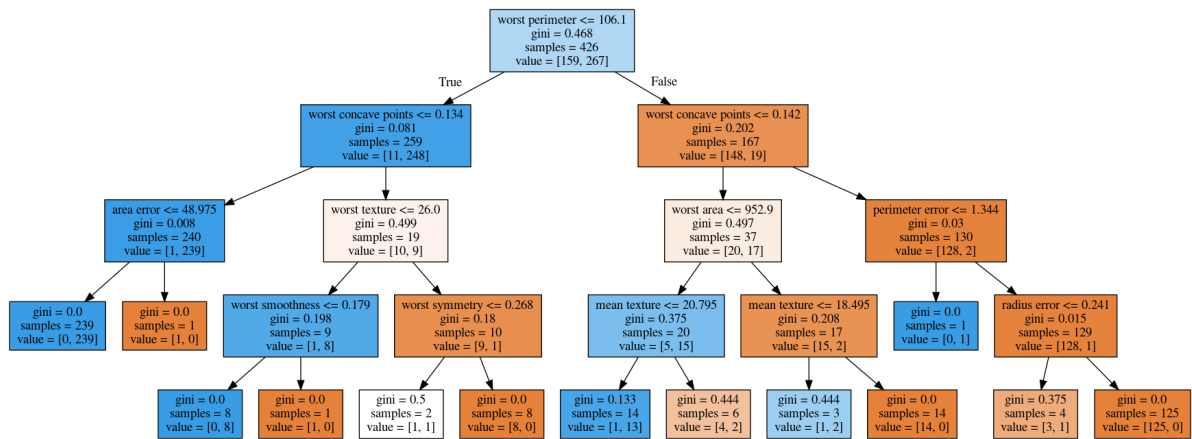 worst perimeter <= 106.1
gini = 0.468
samples = 426
value = [159, 267]
True
False
worst concave points <= 0.134
gini = 0.081
samples = 259
value = [11, 248]
worst concave points <= 0.142
gini = 0.202
samples = 167
value = [148, 19]
area error <= 48.975
gini = 0.008
samples = 240
value = [1, 239]
worst texture <= 26.0
gini = 0.499
samples = 19
value = [10, 9]
worst area <= 952.9
gini = 0.497
samples = 37
value = [20, 17]
perimeter error <= 1.344
gini = 0.03
samples = 130
value = [128, 2]
gini = 0.0
samples = 239
value = [0, 239]
gini = 0.0
samples = 1
value = [1, 0]
worst smoothness <= 0.179
gini = 0.198
samples = 9
value = [1, 8]
worst symmetry <= 0.268
gini = 0.18
samples = 10
value = [9, 1]
mean texture <= 20.795
gini = 0.375
samples = 20
value = [5, 15]
mean texture <= 18.495
gini = 0.208
samples = 17
value = [15, 2]
gini = 0.0
samples = 1
value = [0, 1]
radius error <= 0.241
gini = 0.015
samples = 129
value = [128, 1]
gini = 0.0
samples = 8
value = [0, 8]
gini = 0.0
samples = 1
value = [1, 0]
gini = 0.5
samples = 2
value = [1, 1]
gini = 0.0
samples = 8
value = [8, 0]
gini = 0.133
samples = 14
value = [1, 13]
gini = 0.444
samples = 6
value = [4, 2]
gini = 0.444
samples = 3
value = [1, 2]
gini = 0.0
samples = 14
value = [14, 0]
gini = 0.375
samples = 4
value = [3, 1]
gini = 0.0
samples = 125
value = [125, 0]